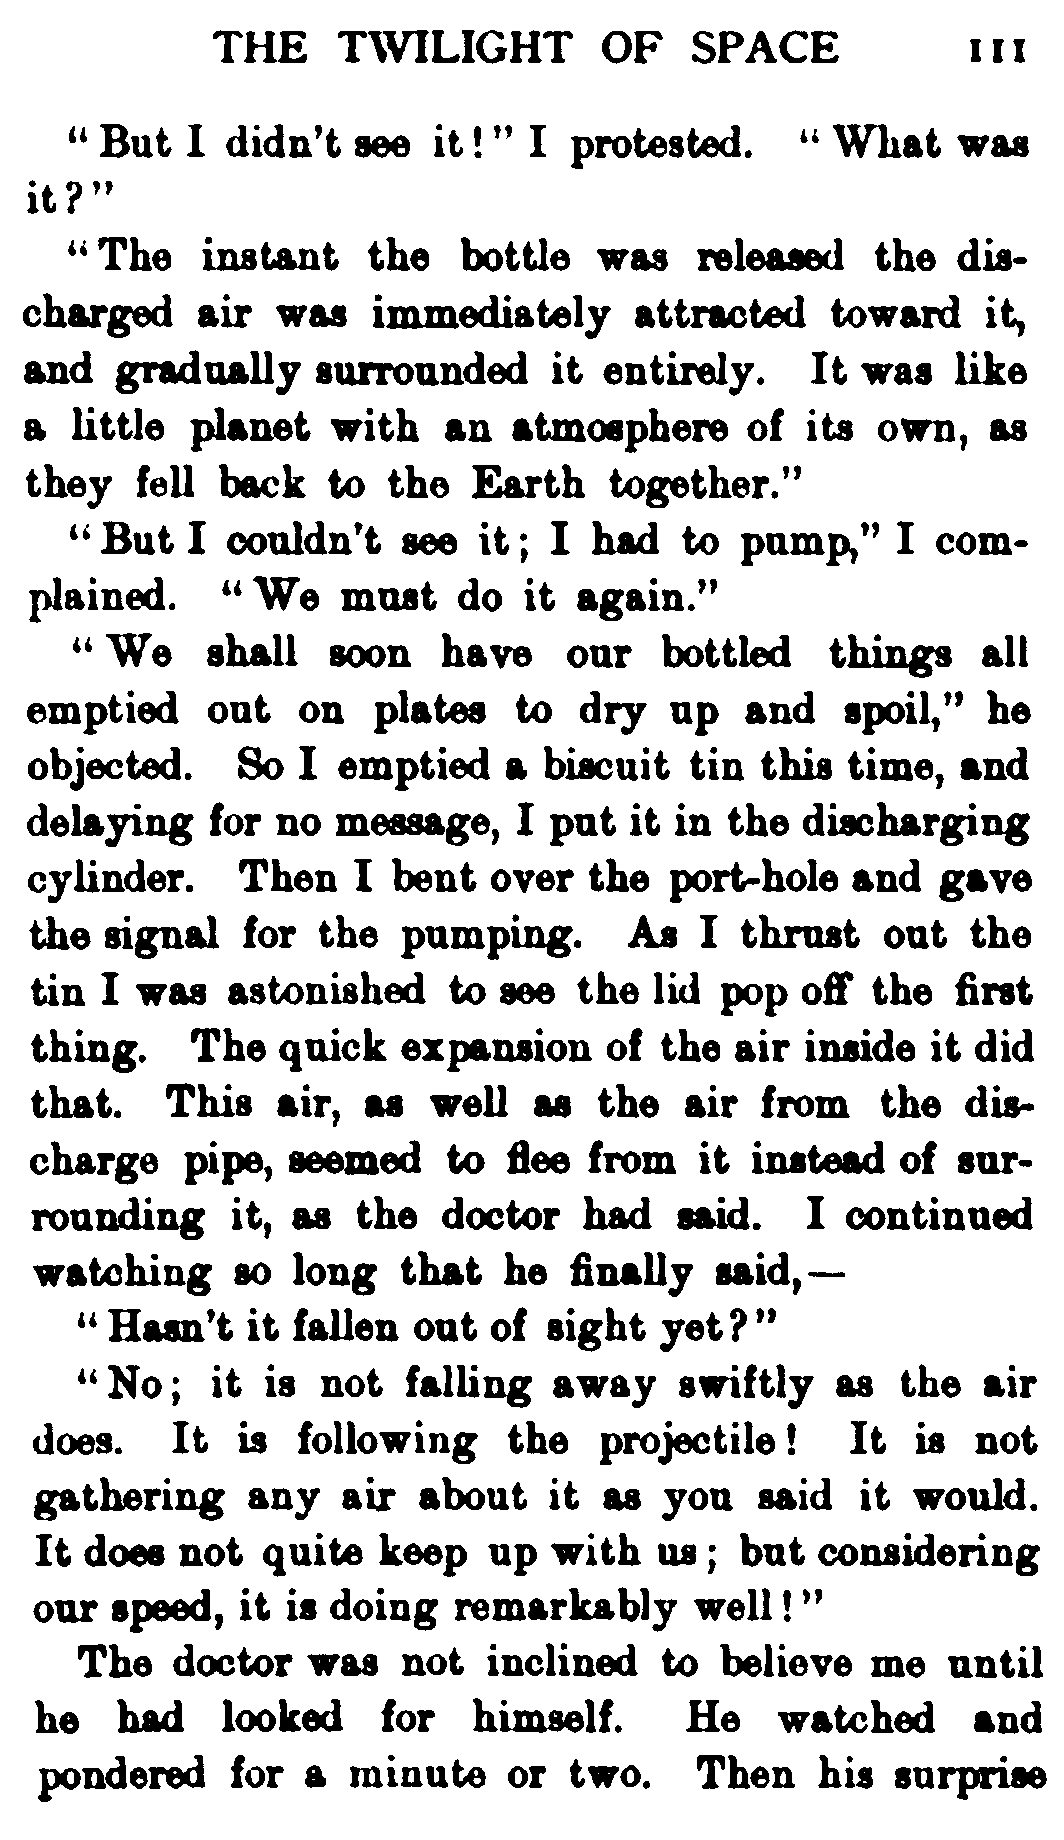 THE TWILIGHT OF SPACE 111
"But I didn't see it!" I protested. "What was
it?"
"The instant the bottle was released the dis-
charged air was immediately attracted toward it,
and gradually surrounded it entirely. It was like
a little planet with an atmosphere of its own, as
they fell back to the Earth together."
"But I couldn't see it; I had to pump," I com-
plained. "We must do it again."
"We shall soon have our bottled things all
emptied out on plates to dry up and spoil," he
objected. So I emptied a biscuit tin this time, and
delaying for no message, I put it in the discharging
cylinder. Then I bent over the port-hole and gave
the signal for the pumping. As I thrust out the
tin I was astonished to see the lid pop off the first
thing. The quick expansion of the air inside it did
that. This air, as well as the air from the dis-
charge pipe, seemed to flee from it instead of sur-
rounding it, as the doctor had said. I continued
watching so long that he finally said,—
"Hasn't it fallen out of sight yet?"
"No; it is not falling away swiftly as the air
does. It is following the projectile! It is not
gathering any air about it as you said it would.
It does not quite keep up with us; but considering
our speed, it is doing remarkably well!"
The doctor was not inclined to believe me until
he had looked for himself. He watched and
pondered for a minute or two. Then his surprise